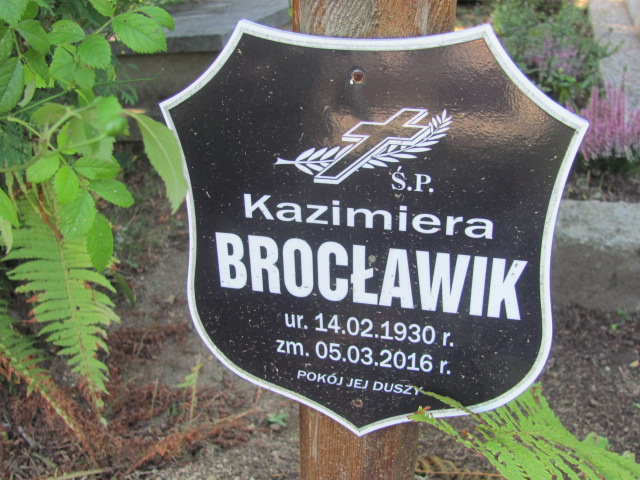 Ś.P.
Kazimiera
BROCŁAWIK
ur. 14.02.1930 r.
zm. 05.03.2016 r.
POKÓJ JEJ DUSZY